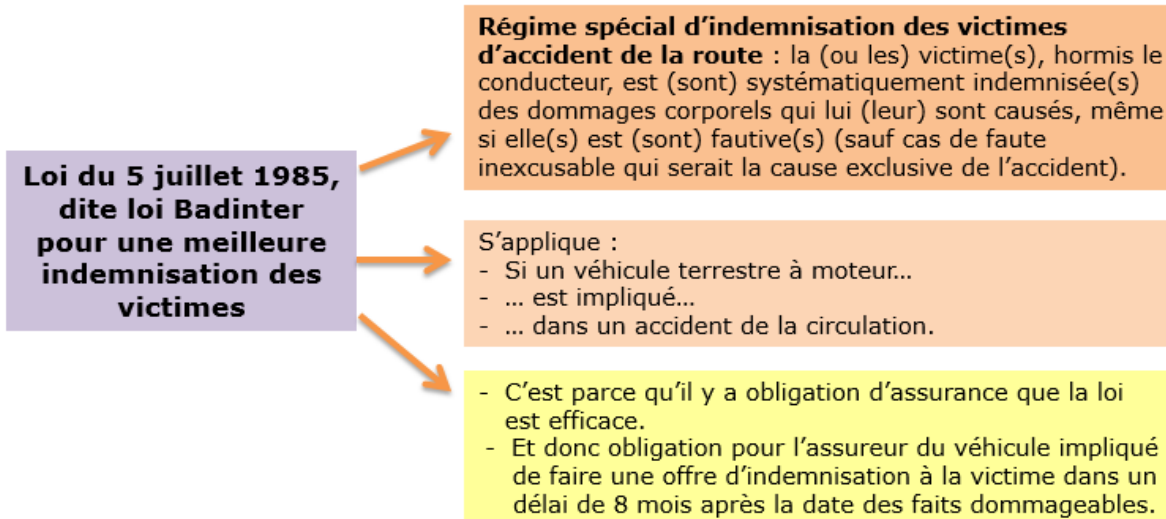 Loi du 5 juillet 1985,
dite loi Badinter
pour une meilleure
indemnisation des
victimes
Régime spécial d’indemnisation des victimes
d’accident de la route : la (ou les) victime(s), hormis le
conducteur, est (sont) systématiquement indemnisée(s)
des dommages corporels qui lui (leur) sont causés, même
si elle(s) est (sont) fautive(s) (sauf cas de faute
inexcusable qui serait la cause exclusive de l’accident).
S’applique :
- Si un véhicule terrestre à moteur…
- … est impliqué…
- … dans un accident de la circulation.
- C’est parce qu’il y a obligation d’assurance que la loi
est efficace.
- Et donc obligation pour l’assureur du véhicule impliqué
de faire une offre d’indemnisation à la victime dans un
délai de 8 mois après la date des faits dommageables.